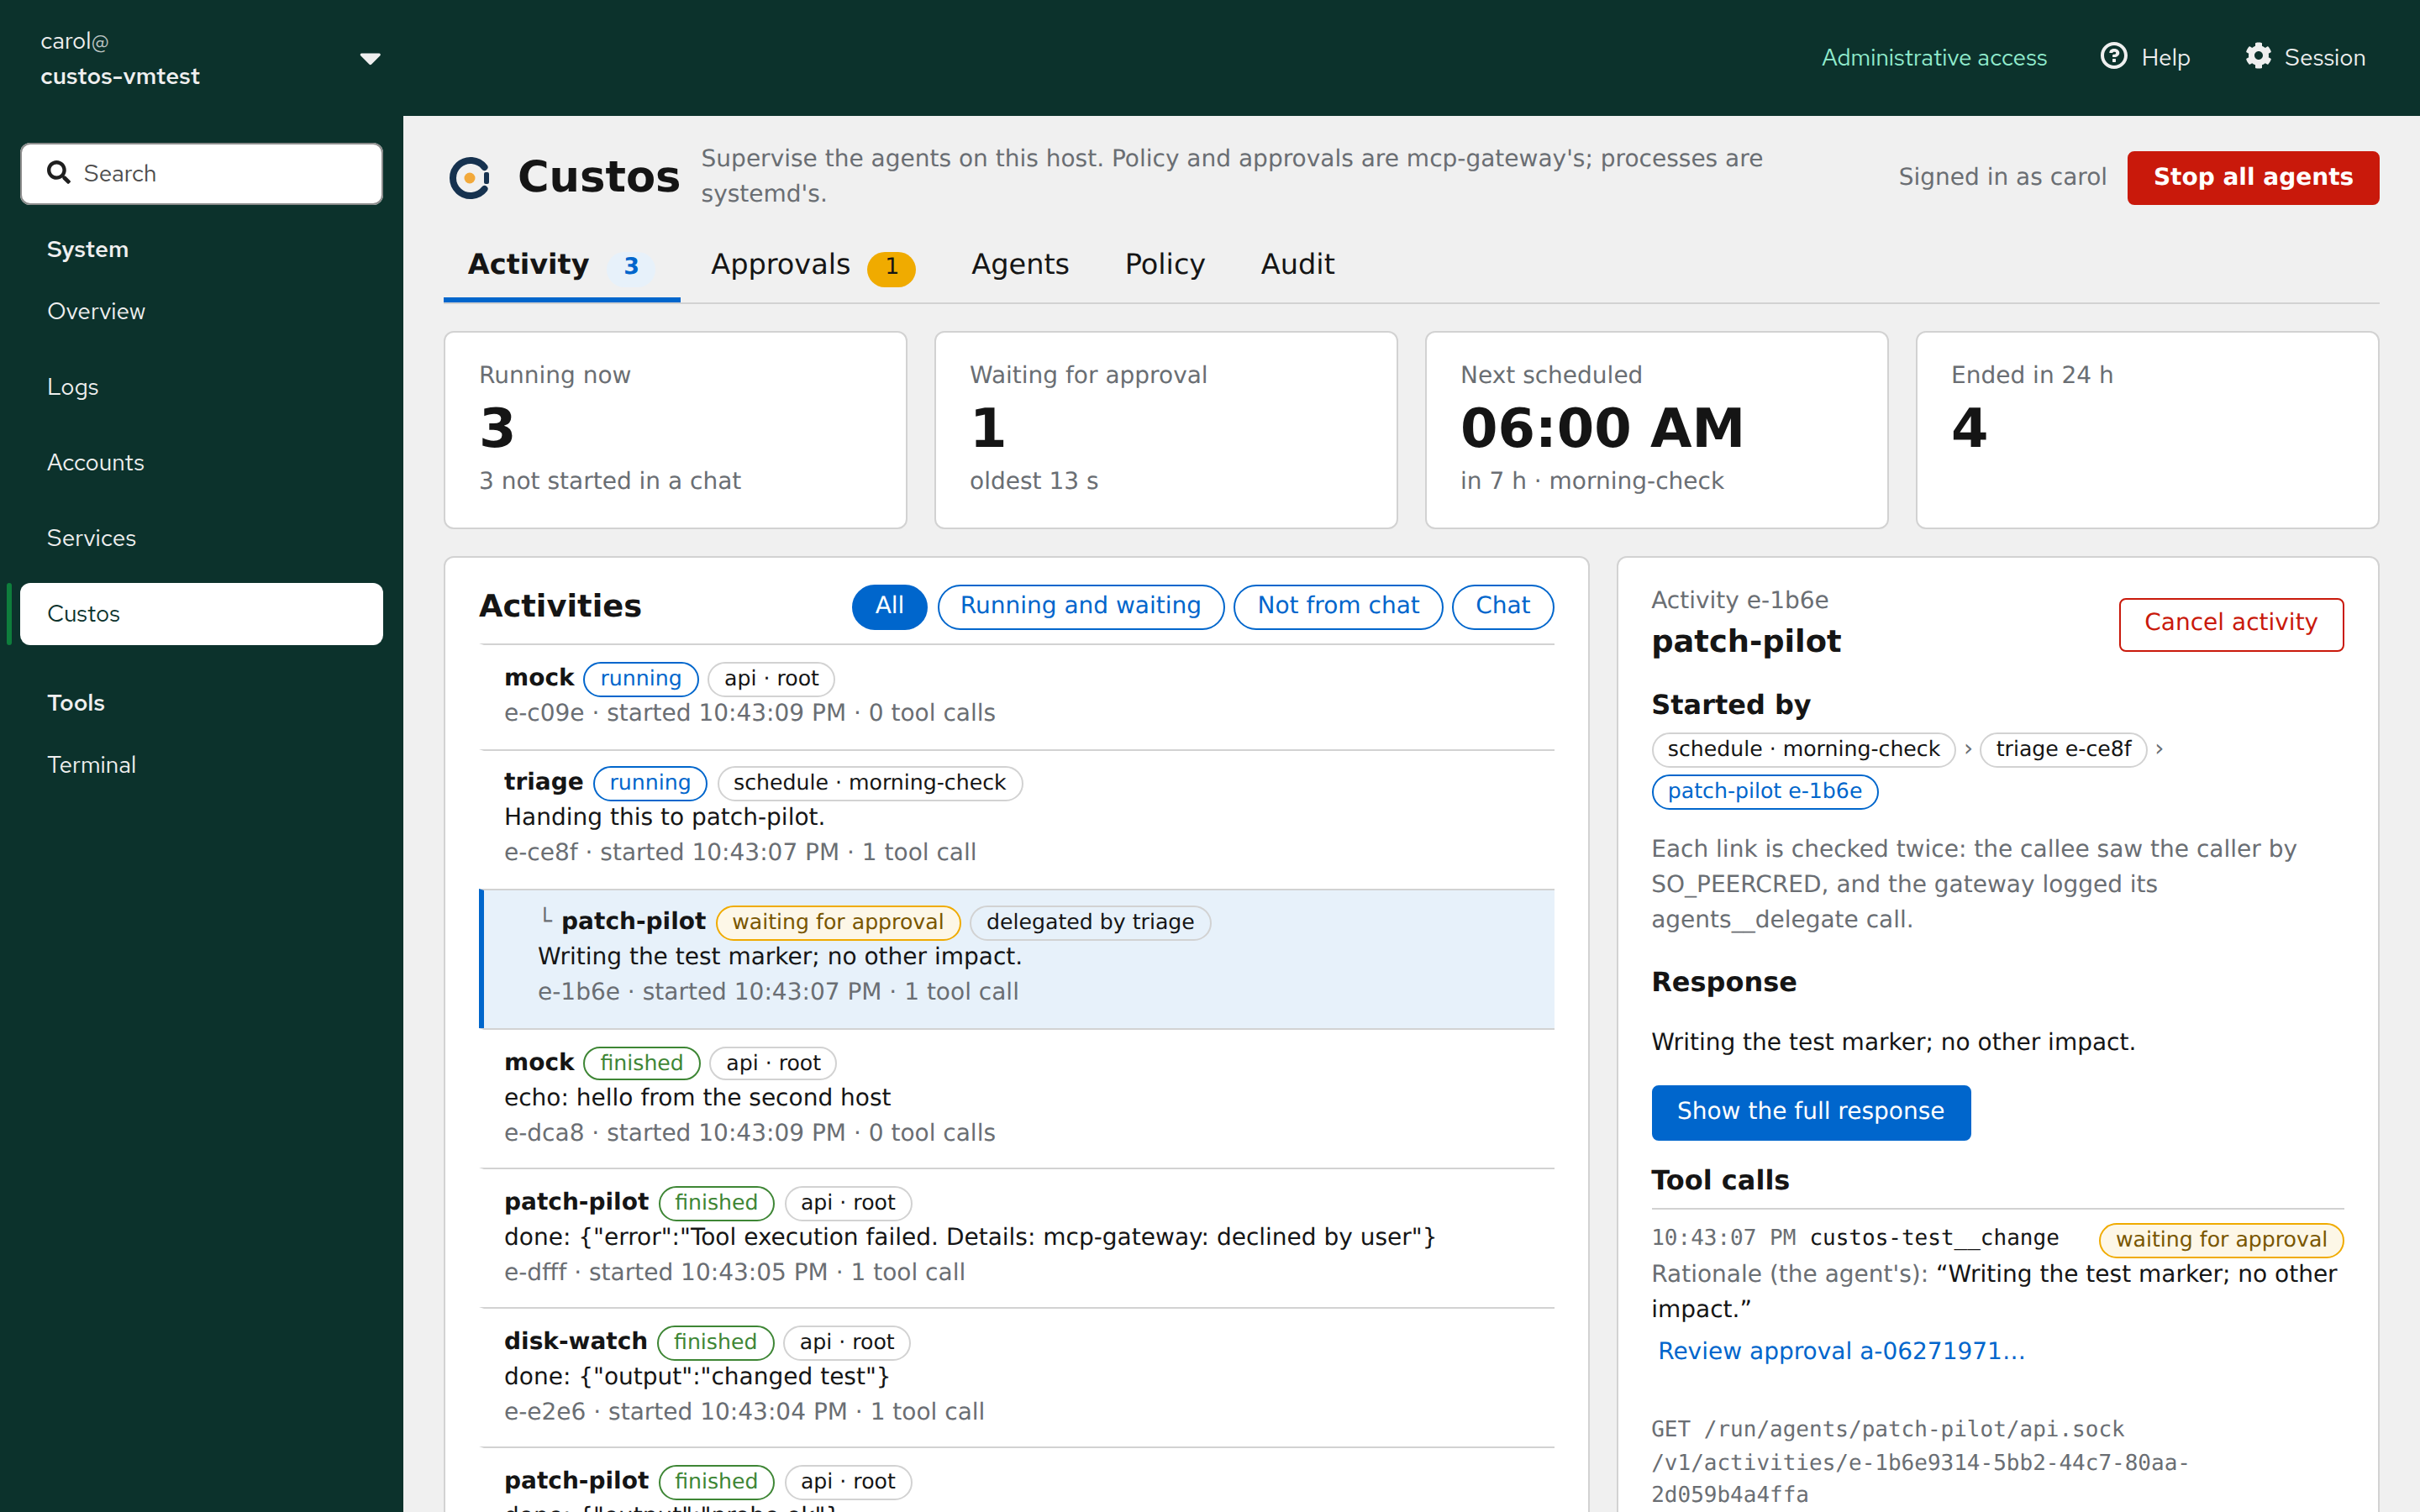 carol@
custos-vmtest
Administrative access
Help
Session
Search
System
Overview
Logs
Accounts
Services
Custos
Tools
Terminal
Custos
Supervise the agents on this host. Policy and approvals are mcp-gateway's; processes are
systemd's.
Signed in as carol
Stop all agents
Activity 3
Approvals 1
Agents
Policy
Audit
Running now
3
3 not started in a chat
Waiting for approval
1
oldest 13 s
Next scheduled
06:00 AM
in 7 h · morning-check
Ended in 24 h
4
Activities
All
Running and waiting
Not from chat
Chat
mock running api · root
e-c09e · started 10:43:09 PM · 0 tool calls
triage running schedule · morning-check
Handing this to patch-pilot.
e-ce8f · started 10:43:07 PM · 1 tool call
└ patch-pilot waiting for approval delegated by triage
Writing the test marker; no other impact.
e-1b6e · started 10:43:07 PM · 1 tool call
mock finished api · root
echo: hello from the second host
e-dca8 · started 10:43:09 PM · 0 tool calls
patch-pilot finished api · root
done: {"error":"Tool execution failed. Details: mcp-gateway: declined by user"}
e-dfff · started 10:43:05 PM · 1 tool call
disk-watch finished api · root
done: {"output":"changed test"}
e-e2e6 · started 10:43:04 PM · 1 tool call
patch-pilot finished api · root
Activity e-1b6e
patch-pilot
Cancel activity
Started by
schedule · morning-check › triage e-ce8f ›
patch-pilot e-1b6e
Each link is checked twice: the callee saw the caller by
SO_PEERCRED, and the gateway logged its
agents__delegate call.
Response
Writing the test marker; no other impact.
Show the full response
Tool calls
10:43:07 PM custos-test__change waiting for approval
Rationale (the agent's): “Writing the test marker; no other
impact.”
Review approval a-06271971…
GET /run/agents/patch-pilot/api.sock
/v1/activities/e-1b6e9314-5bb2-44c7-80aa-
2d059b4a4ffa